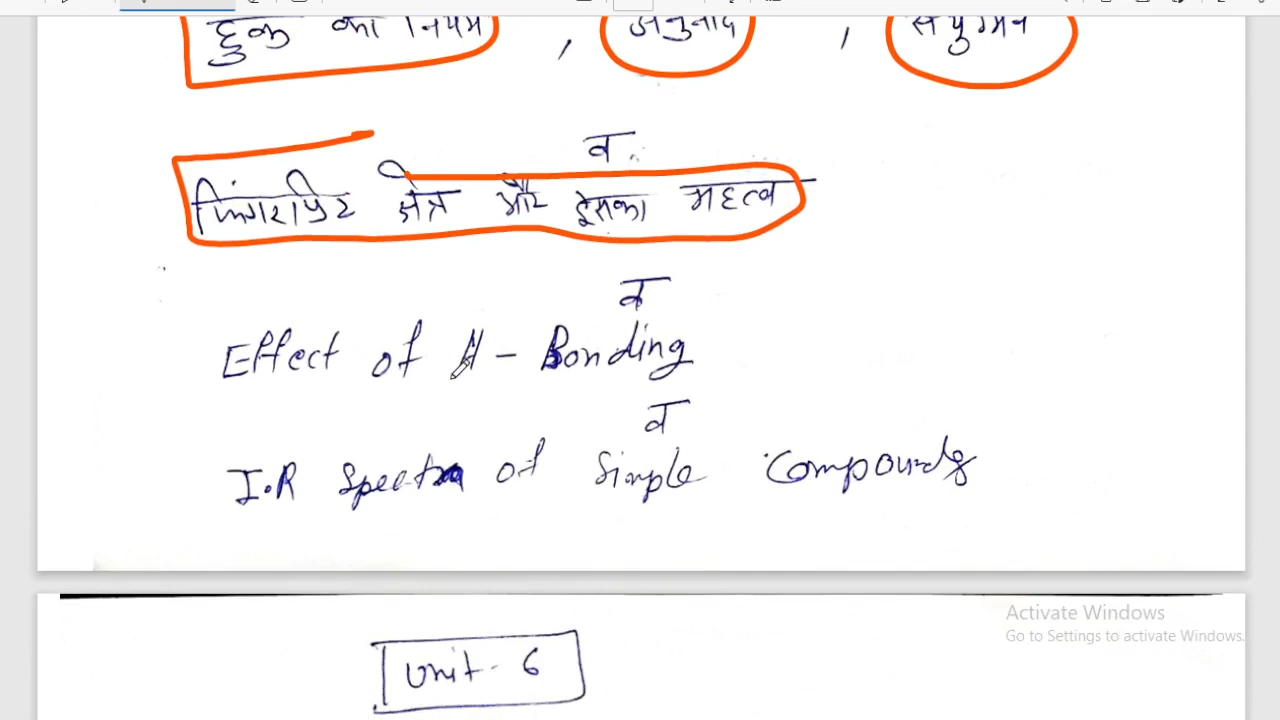 हुक का नियम , अनुनाद , संयुग्मन
व
फिंगरप्रिंट क्षेत्र और इसका महत्व
व
Effect of H- Bonding
व
I.R Spectra of Simple Compounds
Activate Windows
Go to Settings to activate Windows.
Unit - 6